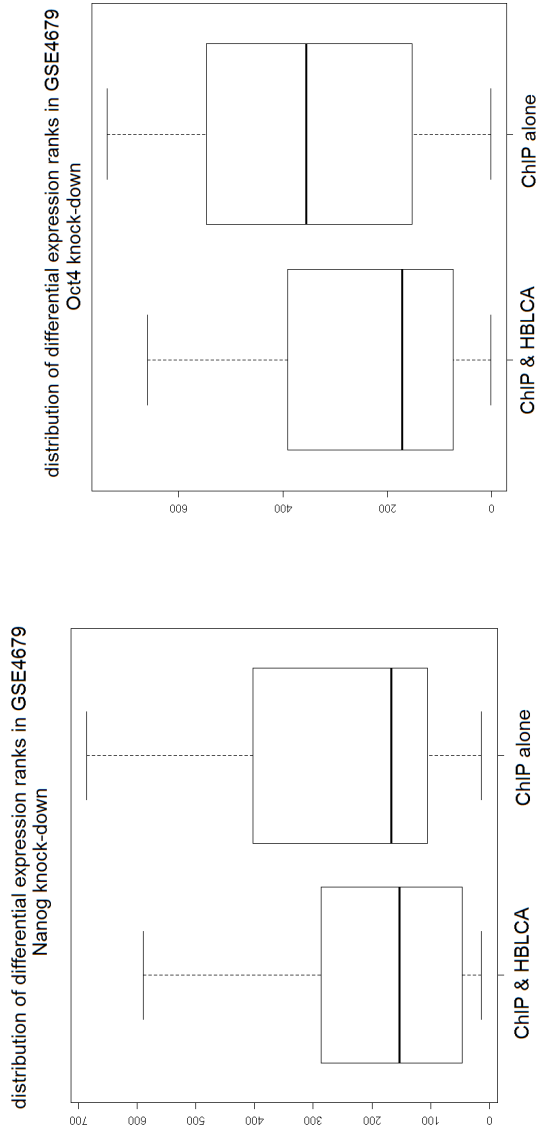 distribution of differential expression ranks in GSE4679
Oct4 knock-down
600
400
200
0
ChIP & HBLCA
ChIP alone
distribution of differential expression ranks in GSE4679
Nanog knock-down
700
600
500
400
300
200
100
0
ChIP & HBLCA
ChIP alone